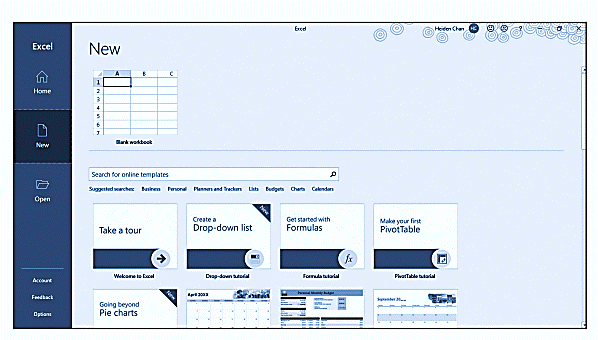 Excel
Heiden Chan
HC
?
Excel
New
Home
A B C
1
2
3
4
5
6
7
Blank workbook
New
Search for online templates
Suggested searches: Business Personal Planners and Trackers Lists Budgets Charts Calendars
Open
Take a tour
Create a
Drop-down list
New
Get started with
Formulas
fx
Make your first
PivotTable
Welcome to Excel
Drop-down tutorial
Formula tutorial
PivotTable tutorial
Going beyond
Pie charts
New
April 20XX
Personal Monthly Budget
Account
Feedback
Options